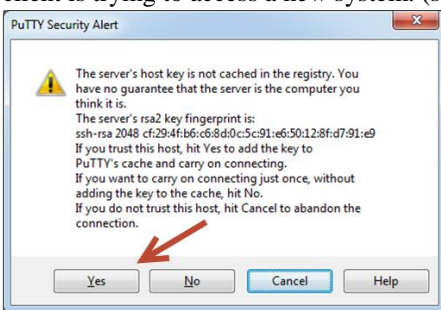 client is trying to access a new system. (S
PuTTY Security Alert
The server's host key is not cached in the registry. You
have no guarantee that the server is the computer you
think it is.
The server's rsa2 key fingerprint is:
ssh-rsa 2048 cf:29:4f:b6:c6:8d:0c:5c:91:e6:50:12:8f:d7:91:e9
If you trust this host, hit Yes to add the key to
PuTTY's cache and carry on connecting.
If you want to carry on connecting just once, without
adding the key to the cache, hit No.
If you do not trust this host, hit Cancel to abandon the
connection.
Yes No Cancel Help